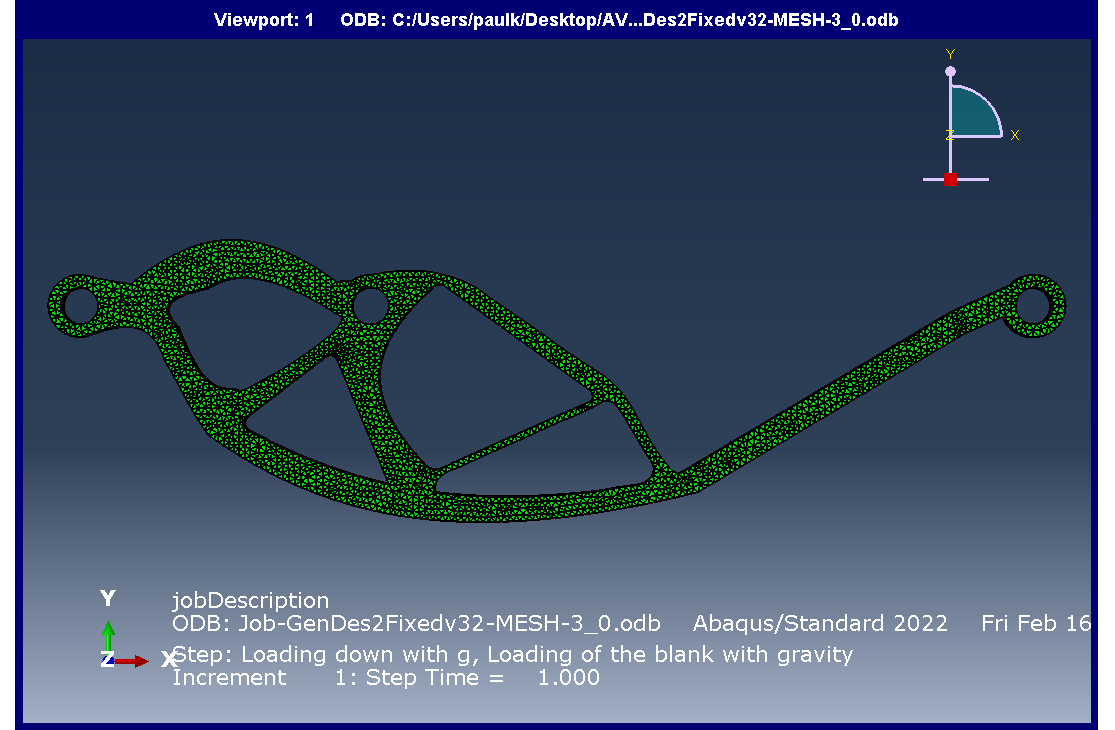 Viewport: 1 ODB: C:/Users/paulk/Desktop/AV...Des2Fixedv32-MESH-3_0.odb
Y
Z X
Y
Z X
jobDescription
ODB: Job-GenDes2Fixedv32-MESH-3_0.odb Abaqus/Standard 2022 Fri Feb 16
Step: Loading down with g, Loading of the blank with gravity
Increment 1: Step Time = 1.000